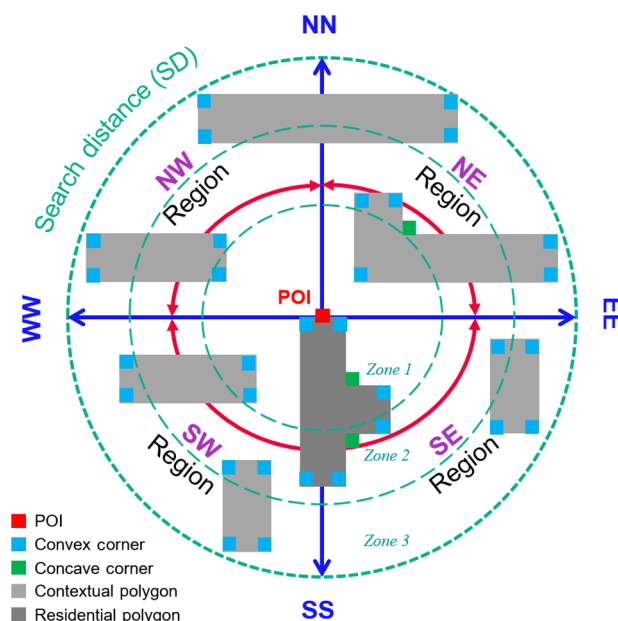 NN
Search distance (SD)
NW
Region
NE
Region
POI
WW
EE
Zone 1
SW
Region
Zone 2
SE
Region
Zone 3
SS
POI
Convex corner
Concave corner
Contextual polygon
Residential polygon